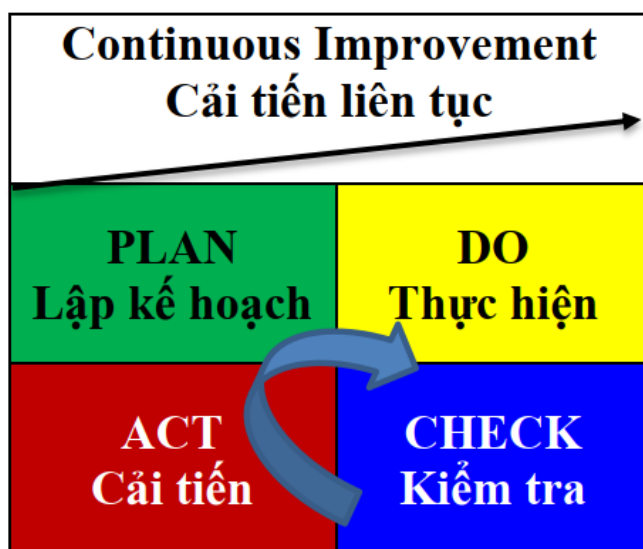 Continuous Improvement
Cải tiến liên tục
PLAN
Lập kế hoạch
DO
Thực hiện
ACT
Cải tiến
CHECK
Kiểm tra